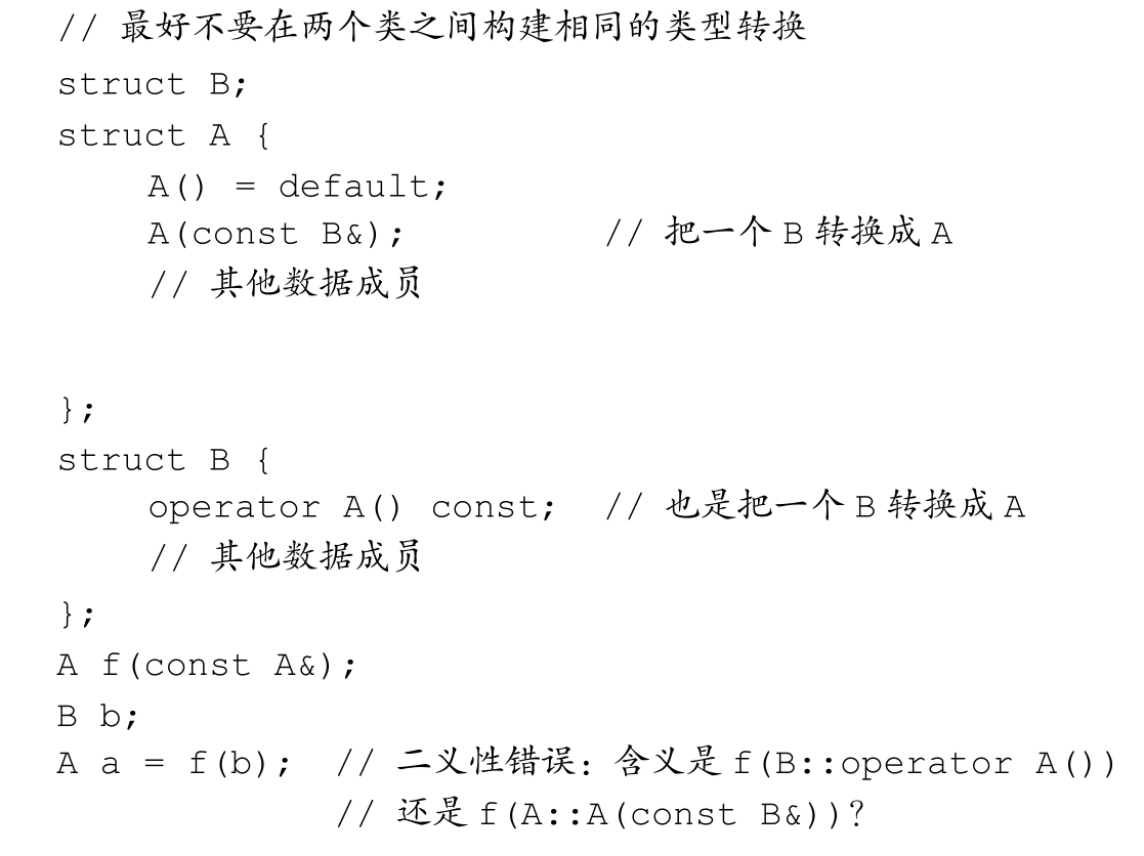 // 最好不要在两个类之间构建相同的类型转换
struct B;
struct A {
    A() = default;
    A(const B&);        // 把一个 B 转换成 A
    // 其他数据成员
};
struct B {
    operator A() const;  // 也是把一个 B 转换成 A
    // 其他数据成员
};
A f(const A&);
B b;
A a = f(b);  // 二义性错误：含义是 f(B::operator A())
             // 还是 f(A::A(const B&))？